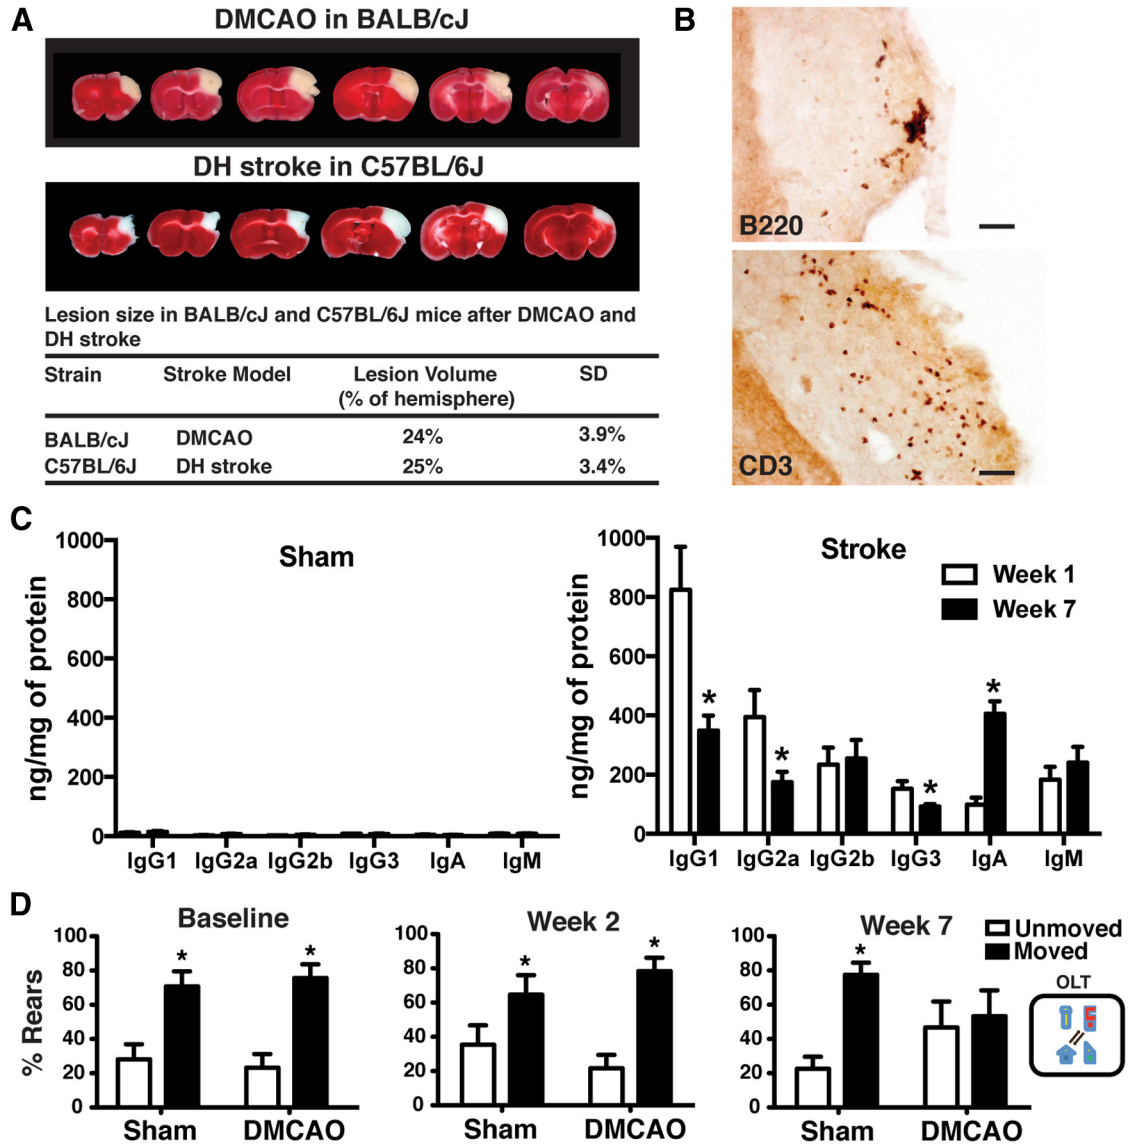 A
DMCAO in BALB/cJ
DH stroke in C57BL/6J
Lesion size in BALB/cJ and C57BL/6J mice after DMCAO and
DH stroke
Strain Stroke Model Lesion Volume SD
(% of hemisphere)
BALB/cJ DMCAO 24% 3.9%
C57BL/6J DH stroke 25% 3.4%
B
B220
CD3
C
Sham
ng/mg of protein
1000
800
600
400
200
0
IgG1 IgG2a IgG2b IgG3 IgA IgM
Stroke
Week 1
Week 7
ng/mg of protein
1000
800
600
400
200
0
* * * *
IgG1 IgG2a IgG2b IgG3 IgA IgM
D
Baseline
% Rears
100
80
60
40
20
0
* *
Sham DMCAO
Week 2
100
80
60
40
20
0
* *
Sham DMCAO
Week 7
100
80
60
40
20
0
*
Sham DMCAO
Unmoved
Moved
OLT